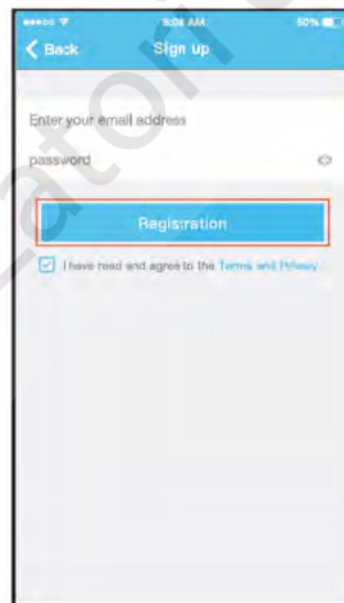 5:08 AM 50%
Back Sign up
Enter your email address
password
Registration
I have read and agree to the Terms and Privacy